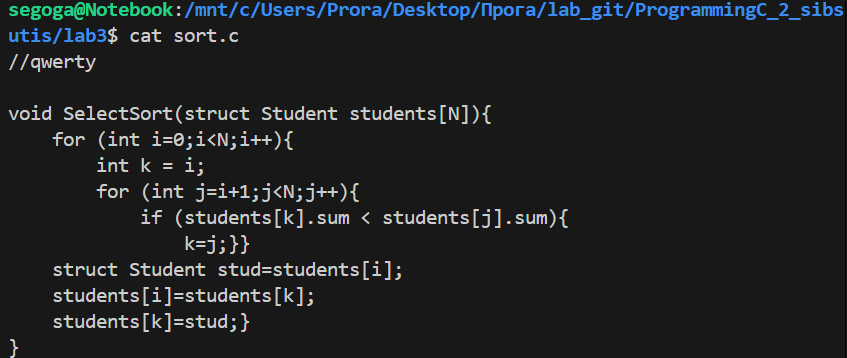 segoga@Notebook:/mnt/c/Users/Prora/Desktop/Прога/lab_git/ProgrammingC_2_sibs
utis/lab3$ cat sort.c
//qwerty

void SelectSort(struct Student students[N]){
    for (int i=0;i<N;i++){
        int k = i;
        for (int j=i+1;j<N;j++){
            if (students[k].sum < students[j].sum){
                k=j;}}
    struct Student stud=students[i];
    students[i]=students[k];
    students[k]=stud;}
}